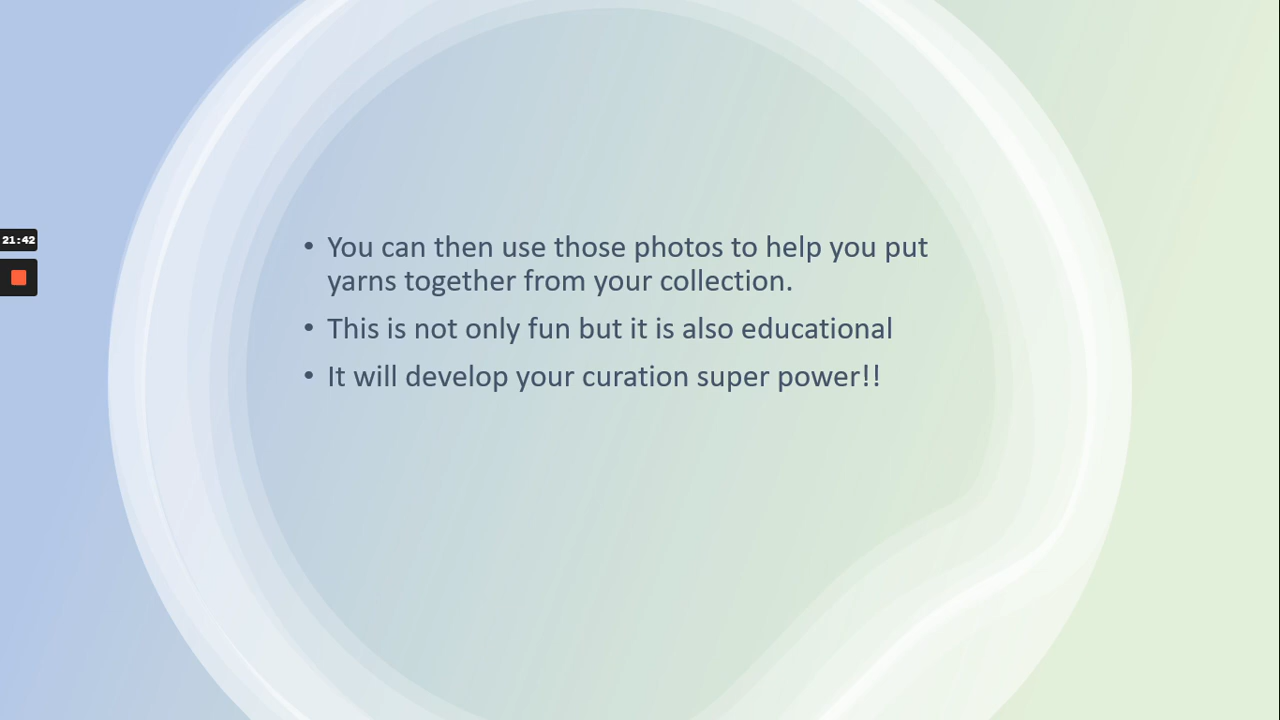 21:42
• You can then use those photos to help you put
yarns together from your collection.
• This is not only fun but it is also educational
• It will develop your curation super power!!